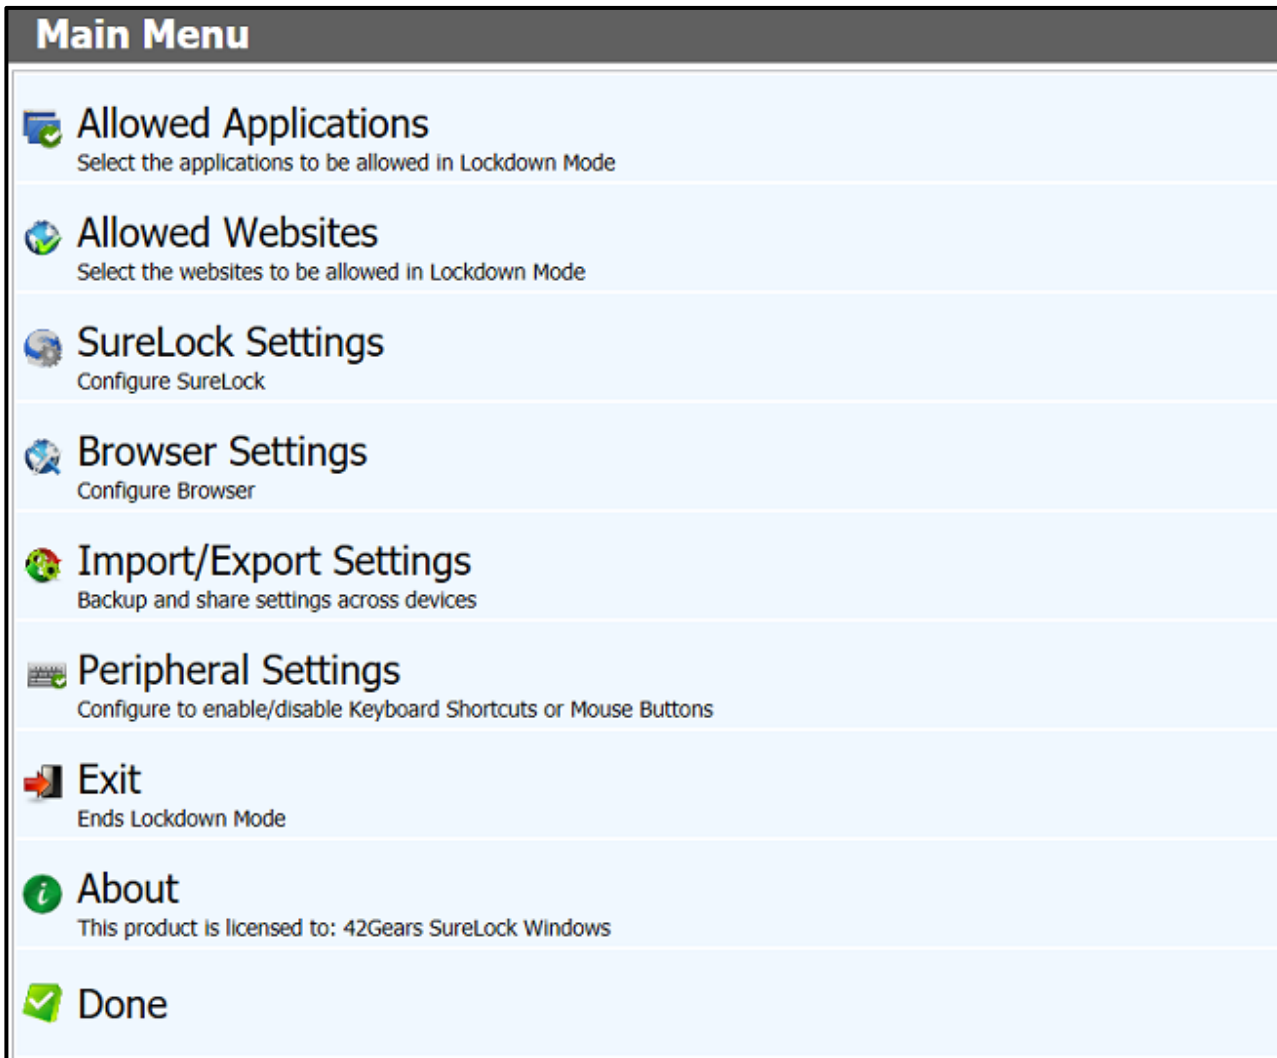 Main Menu
Allowed Applications
Select the applications to be allowed in Lockdown Mode
Allowed Websites
Select the websites to be allowed in Lockdown Mode
SureLock Settings
Configure SureLock
Browser Settings
Configure Browser
Import/Export Settings
Backup and share settings across devices
Peripheral Settings
Configure to enable/disable Keyboard Shortcuts or Mouse Buttons
Exit
Ends Lockdown Mode
About
This product is licensed to: 42Gears SureLock Windows
Done